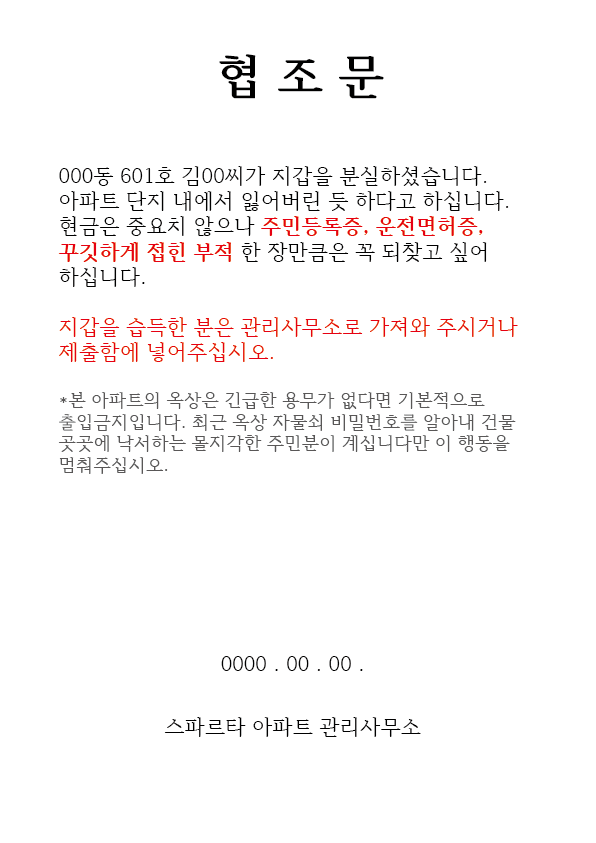 협 조 문
000동 601호 김00씨가 지갑을 분실하셨습니다.
아파트 단지 내에서 잃어버린 듯 하다고 하십니다.
현금은 중요치 않으나 주민등록증, 운전면허증,
꾸깃하게 접힌 부적 한 장만큼은 꼭 되찾고 싶어
하십니다.
지갑을 습득한 분은 관리사무소로 가져와 주시거나
제출함에 넣어주십시오.
*본 아파트의 옥상은 긴급한 용무가 없다면 기본적으로
출입금지입니다. 최근 옥상 자물쇠 비밀번호를 알아내 건물
곳곳에 낙서하는 몰지각한 주민분이 계십니다만 이 행동을
멈춰주십시오.
0000 . 00 . 00 .
스파르타 아파트 관리사무소